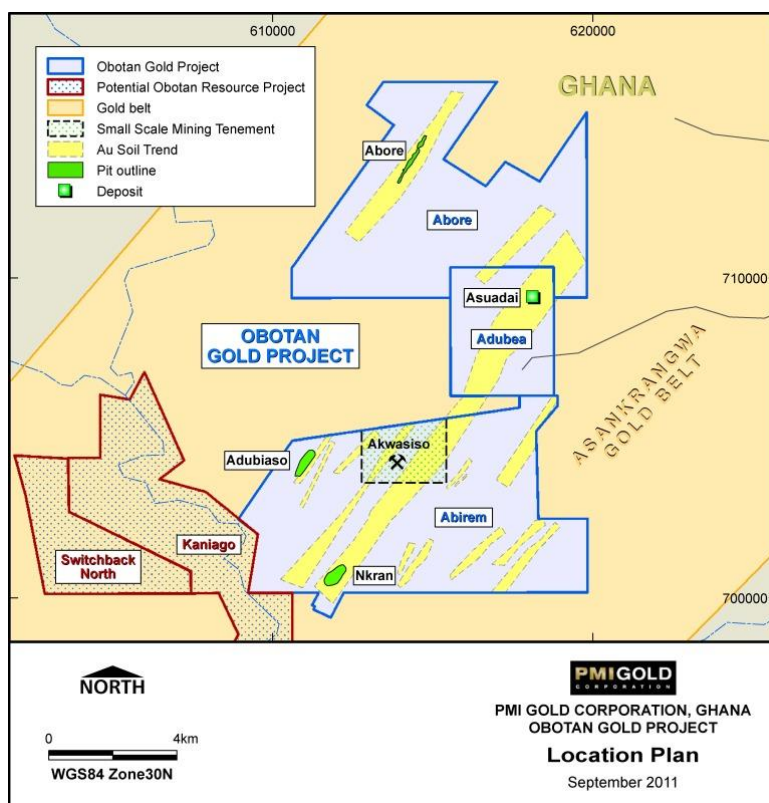 610000
620000
Obotan Gold Project
Potential Obotan Resource Project
Gold belt
Small Scale Mining Tenement
Au Soil Trend
Pit outline
Deposit
GHANA
Abore
Abore
710000
Asuadai
Adubea
OBOTAN
GOLD PROJECT
ASANKRANGWA
GOLD BELT
Akwasiso
Adubiaso
Abirem
Kaniago
Switchback
North
Nkran
700000
NORTH
0 4km
WGS84 Zone30N
PMI GOLD
CORPORATION
PMI GOLD CORPORATION, GHANA
OBOTAN GOLD PROJECT
Location Plan
September 2011